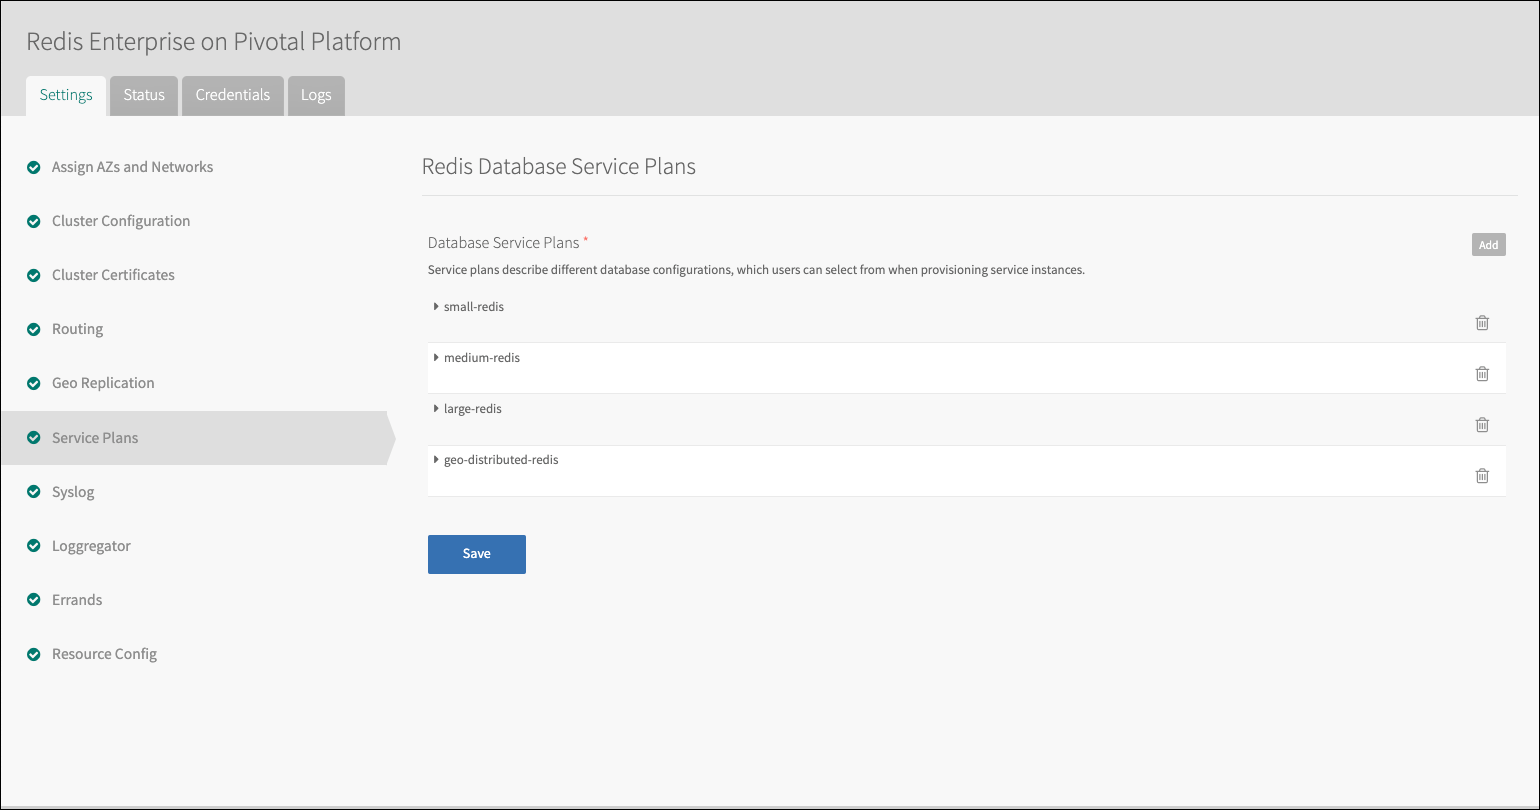 Redis Enterprise on Pivotal Platform
Settings Status Credentials Logs
Assign AZs and Networks
Cluster Configuration
Cluster Certificates
Routing
Geo Replication
Service Plans
Syslog
Loggregator
Errands
Resource Config
Redis Database Service Plans
Database Service Plans * Add
Service plans describe different database configurations, which users can select from when provisioning service instances.
small-redis
medium-redis
large-redis
geo-distributed-redis
Save